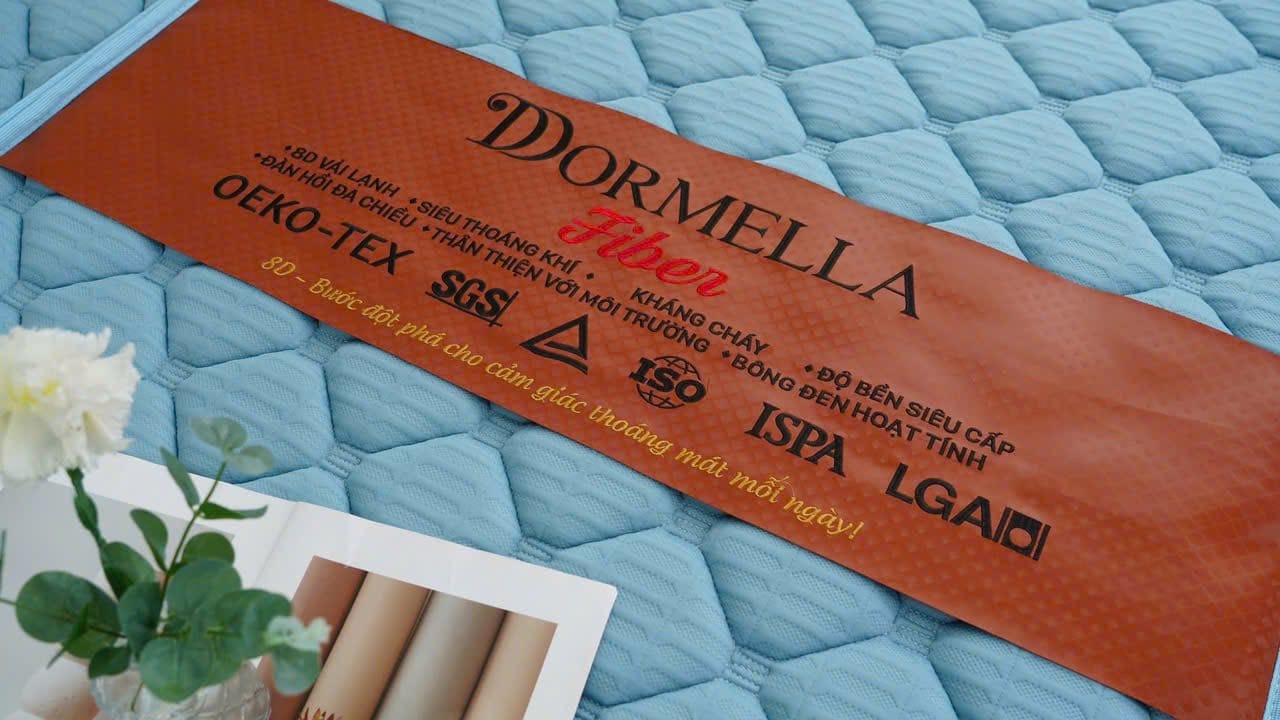 DDORMELLA
Fiber
•8D VẢI LẠNH •SIÊU THOÁNG KHÍ • KHÁNG CHÁY •ĐỘ BỀN SIÊU CẤP
•ĐÀN HỒI ĐA CHIỀU •THÂN THIỆN VỚI MÔI TRƯỜNG •BÔNG ĐEN HOẠT TÍNH
OEKO-TEX SGS ISO ISPA LGA
8D – Bước đột phá cho cảm giác thoáng mát mỗi ngày!